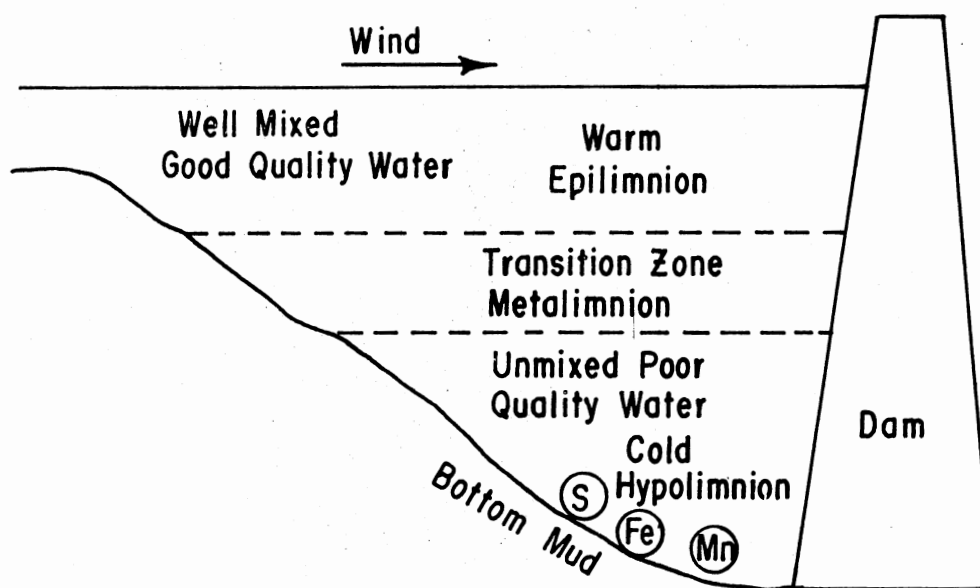 Wind
Well Mixed
Good Quality Water
Warm
Epilimnion
Transition Zone
Metalimnion
Unmixed Poor
Quality Water
Cold
Hypolimnion
Dam
Bottom Mud
S
Fe
Mn